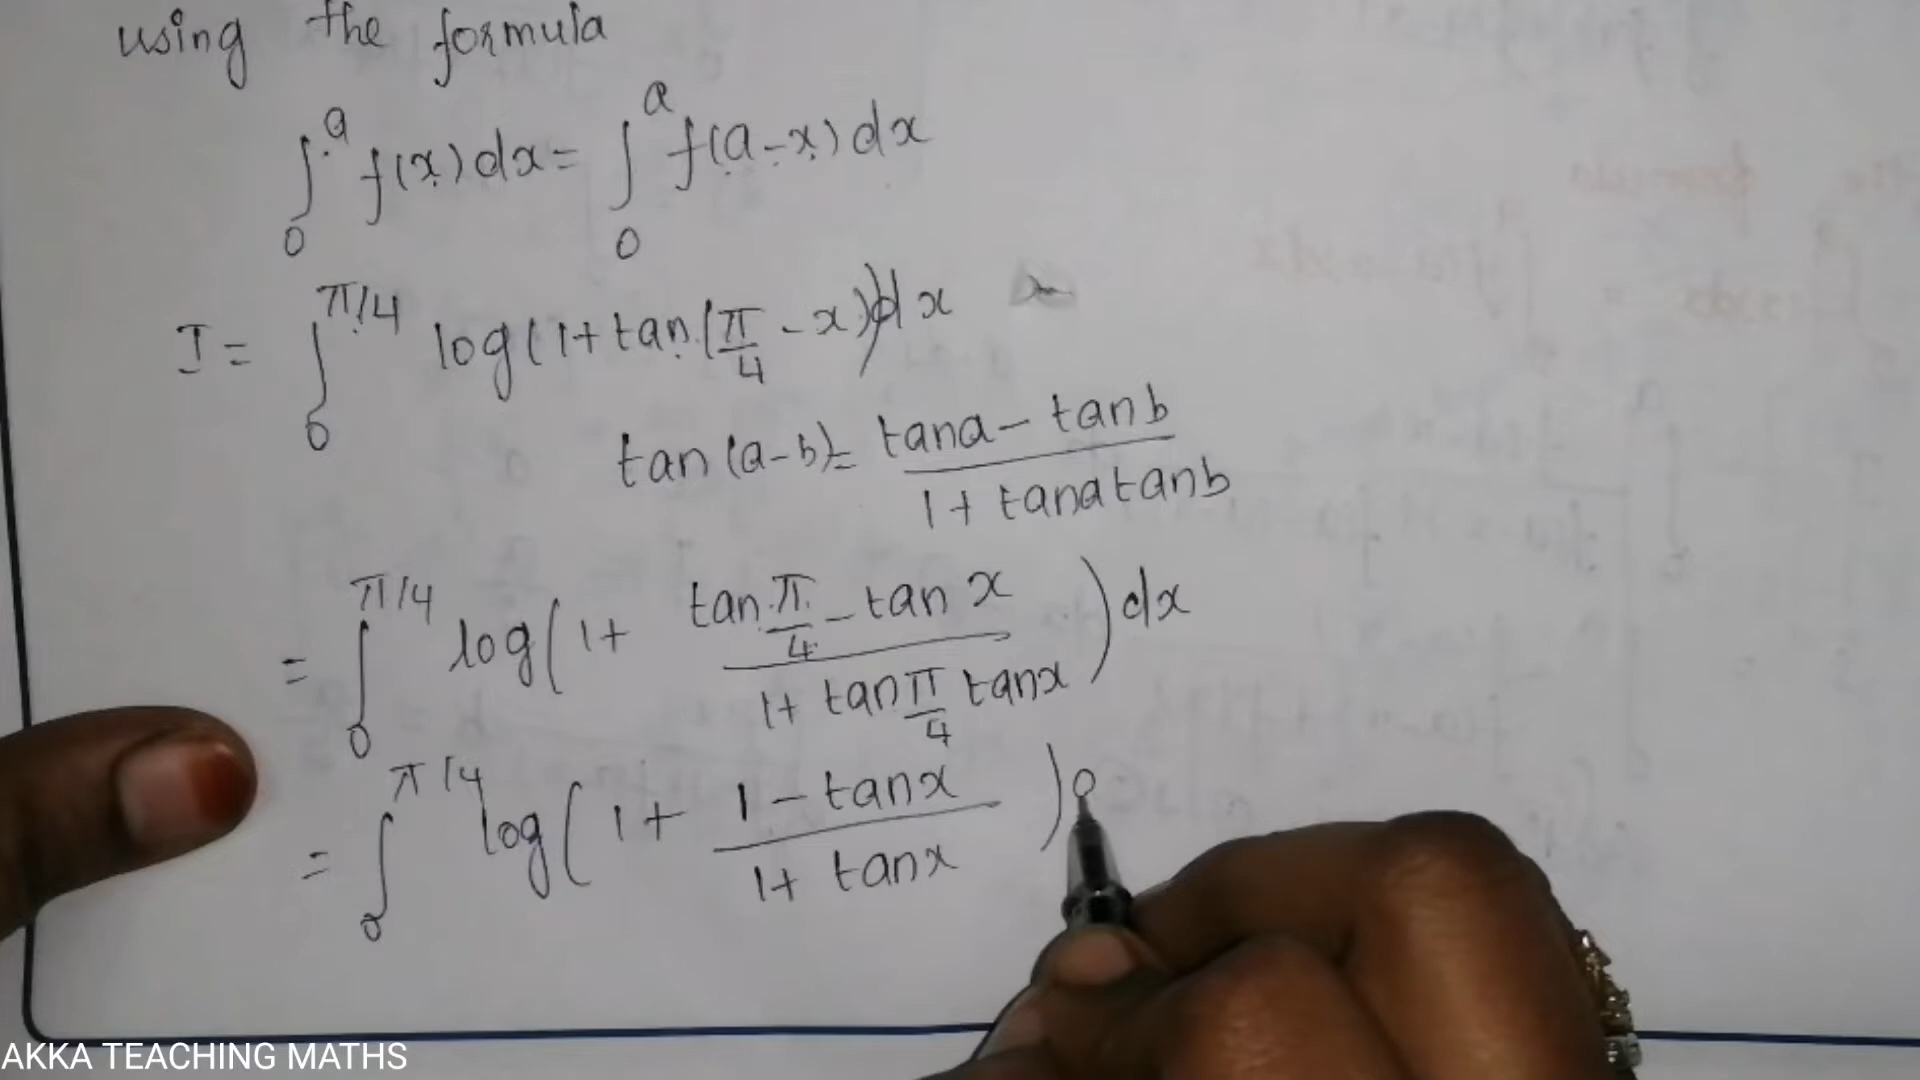 using the formula
∫₀ᵃ f(x) dx = ∫₀ᵃ f(a-x) dx
I = ∫₀^π/4 log(1+ tan(π/4 - x))dx
tan(a-b) = (tana - tanb)/(1+ tana tanb)
= ∫₀^π/4 log(1+ (tan π/4 - tan x)/(1+ tan π/4 tanx)) dx
= ∫₀^π/4 log(1+ (1 - tanx)/(1+ tanx))
AKKA TEACHING MATHS